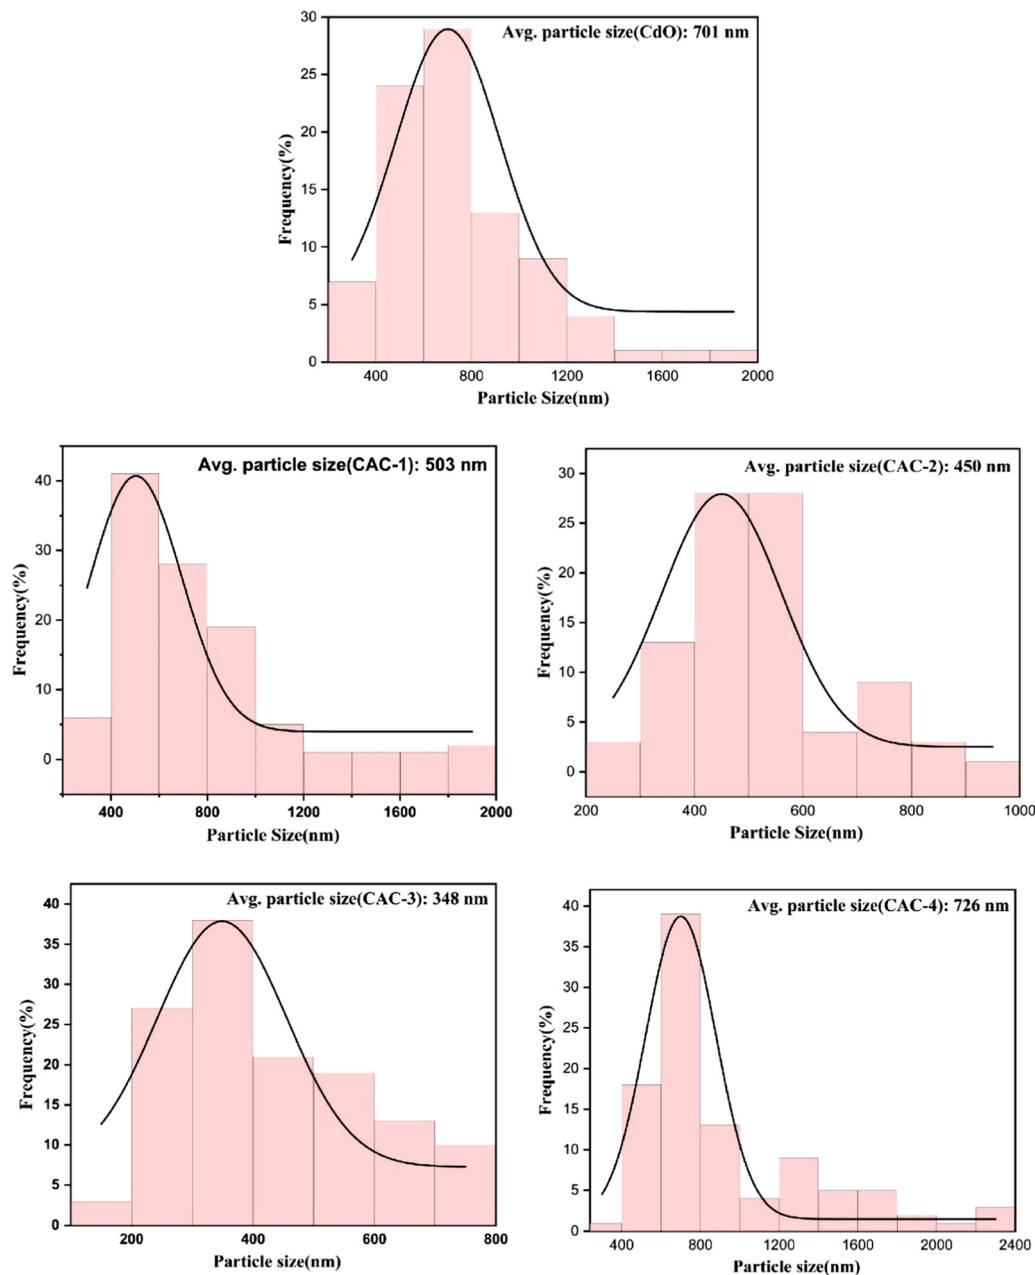 Avg. particle size(CdO): 701 nm
30
25
20
15
10
5
0
Frequency(%)
400 800 1200 1600 2000
Particle Size(nm)
Avg. particle size(CAC-1): 503 nm
40
30
20
10
0
Frequency(%)
400 800 1200 1600 2000
Particle Size(nm)
Avg. particle size(CAC-2): 450 nm
30
25
20
15
10
5
0
Frequency(%)
200 400 600 800 1000
Particle Size(nm)
Avg. particle size(CAC-3): 348 nm
40
35
30
25
20
15
10
5
0
Frequency(%)
200 400 600 800
Particle size(nm)
Avg. particle size(CAC-4): 726 nm
40
35
30
25
20
15
10
5
0
Frequency(%)
400 800 1200 1600 2000 2400
Particle size(nm)